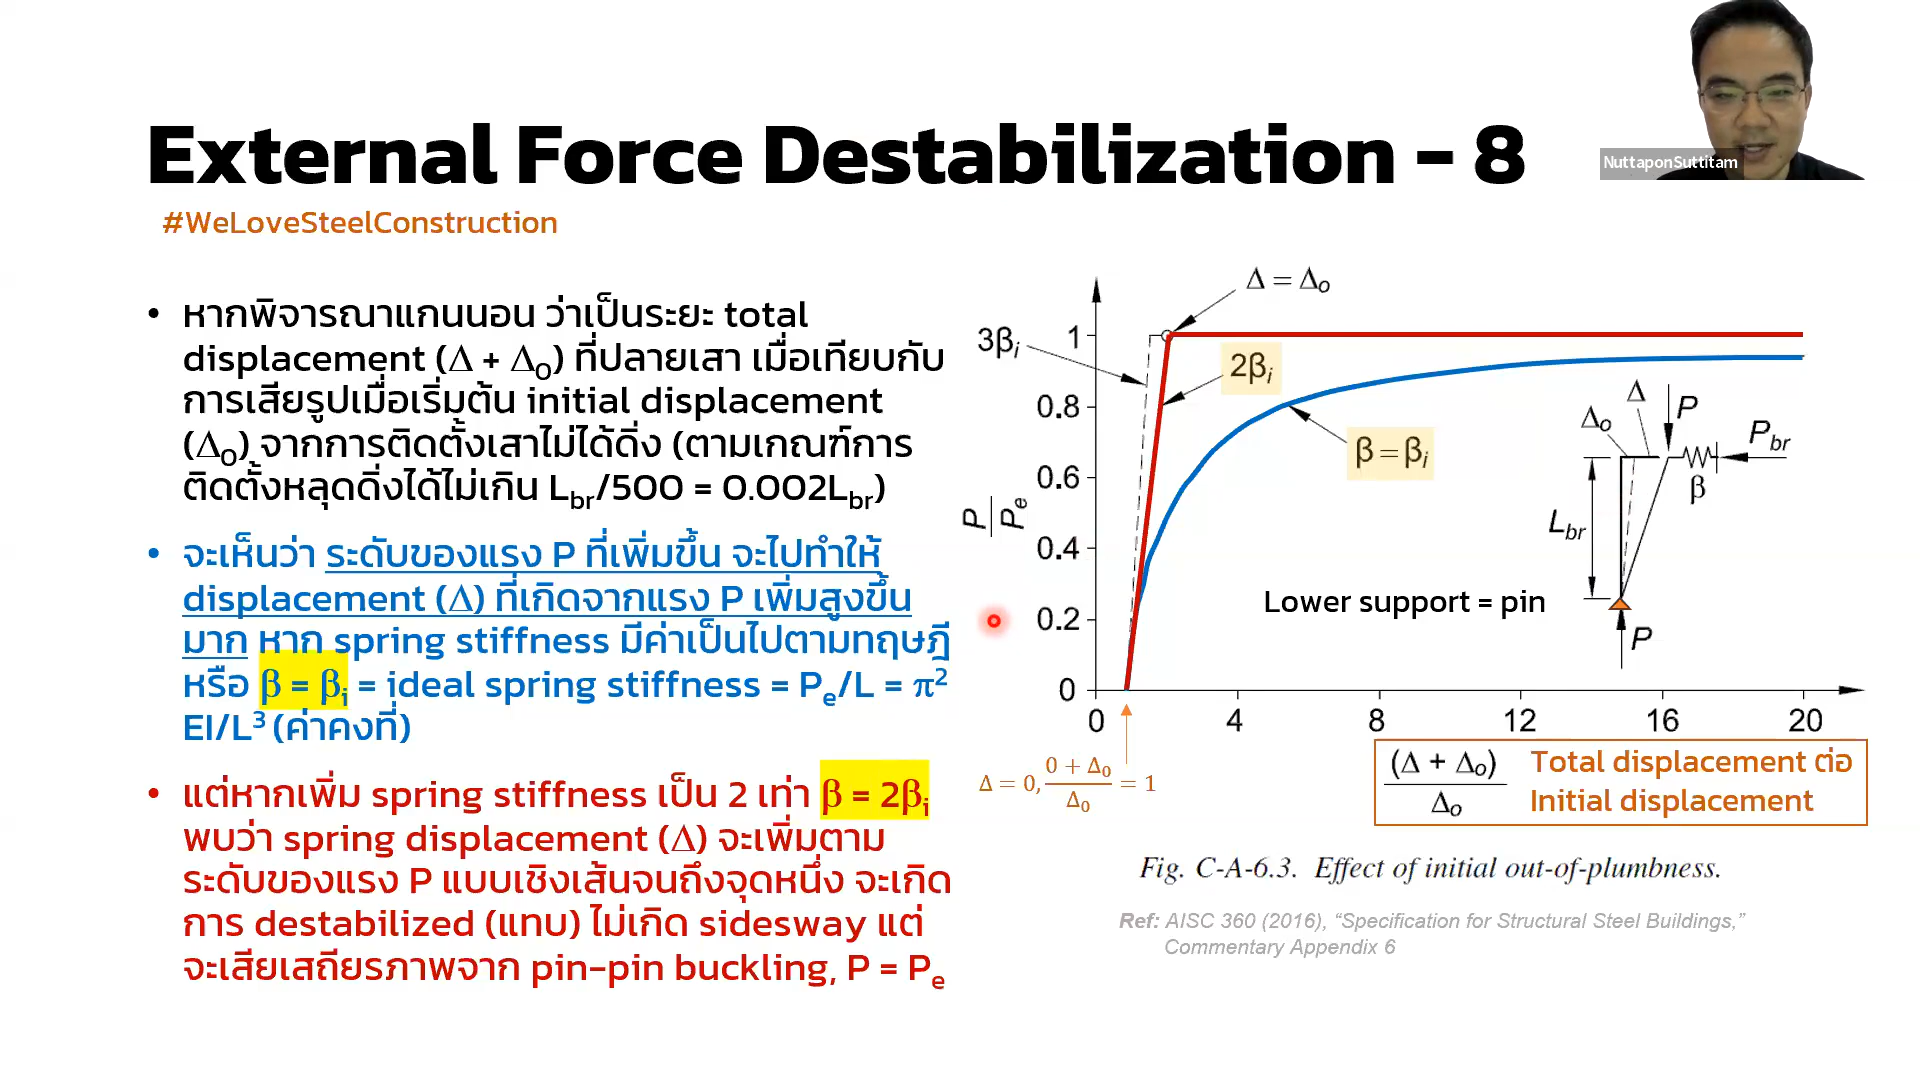 External Force Destabilization - 8
NuttaponSuttitam
#WeLoveSteelConstruction
• หากพิจารณาแกนนอน ว่าเป็นระยะ total
displacement (Δ + Δo) ที่ปลายเสา เมื่อเทียบกับ
การเสียรูปเมื่อเริ่มต้น initial displacement
(Δo) จากการติดตั้งเสาไม่ได้ดิ่ง (ตามเกณฑ์การ
ติดตั้งหลุดดิ่งได้ไม่เกิน Lbr/500 = 0.002Lbr)
• จะเห็นว่า ระดับของแรง P ที่เพิ่มขึ้น จะไปทำให้
displacement (Δ) ที่เกิดจากแรง P เพิ่มสูงขึ้น
มาก หาก spring stiffness มีค่าเป็นไปตามทฤษฎี
หรือ β = βi = ideal spring stiffness = Pe/L = π²
EI/L³ (ค่าคงที่)
• แต่หากเพิ่ม spring stiffness เป็น 2 เท่า β = 2βi
พบว่า spring displacement (Δ) จะเพิ่มตาม
ระดับของแรง P แบบเชิงเส้นจนถึงจุดหนึ่ง จะเกิด
การ destabilized (แทบ) ไม่เกิด sidesway แต่
จะเสียเสถียรภาพจาก pin-pin buckling, P = Pe
Δ = Δo
3βi
1
2βi
0.8
β = βi
0.6
P/Pe
0.4
0.2
0
0 4 8 12 16 20
Δo
Δ
P
Pbr
β
Lbr
P
Lower support = pin
Δ = 0, (0 + Δ0)/Δ0 = 1
(Δ + Δo)/Δo
Total displacement ต่อ
Initial displacement
Fig. C-A-6.3. Effect of initial out-of-plumbness.
Ref: AISC 360 (2016), “Specification for Structural Steel Buildings,”
Commentary Appendix 6